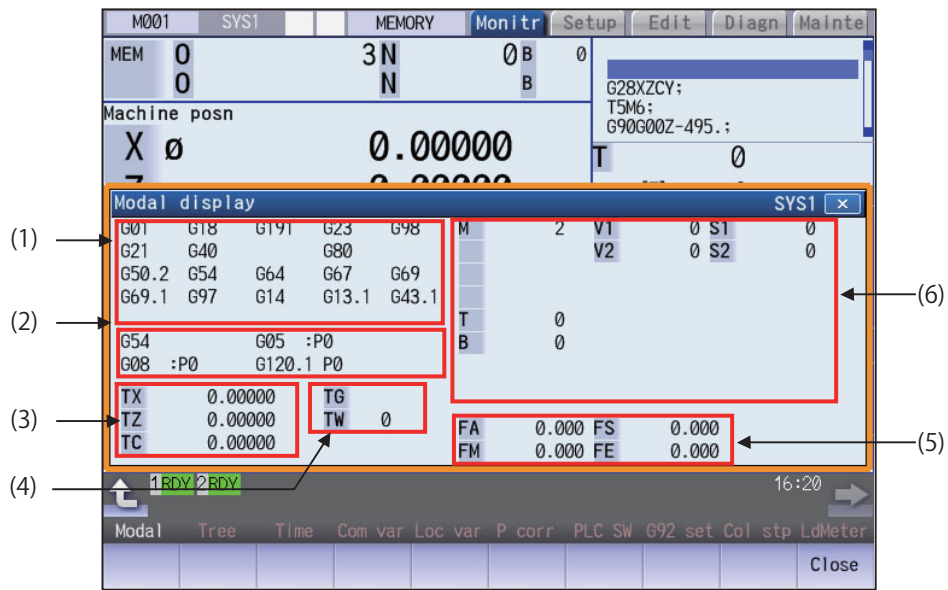 M001 SYS1 MEMORY Monitr Setup Edit Diagn Mainte
MEM O 3 N 0 B 0
O N B
G28XZCY;
T5M6;
G90G00Z-495.;
Machine posn
X ø 0.00000
T 0
Modal display SYS1 ×
(1)
G01 G18 G191 G23 G98
G21 G40 G80
G50.2 G54 G64 G67 G69
G69.1 G97 G14 G13.1 G43.1
(2)
G54 G05 :P0
G08 :P0 G120.1 P0
(3)
TX 0.00000
TZ 0.00000
TC 0.00000
(4)
TG
TW 0
M 2 V1 0 S1 0
V2 0 S2 0
T 0
B 0
(6)
FA 0.000 FS 0.000
FM 0.000 FE 0.000
(5)
1 RDY 2 RDY 16:20
Modal Tree Time Com var Loc var P corr PLC SW G92 set Col stp LdMeter
Close